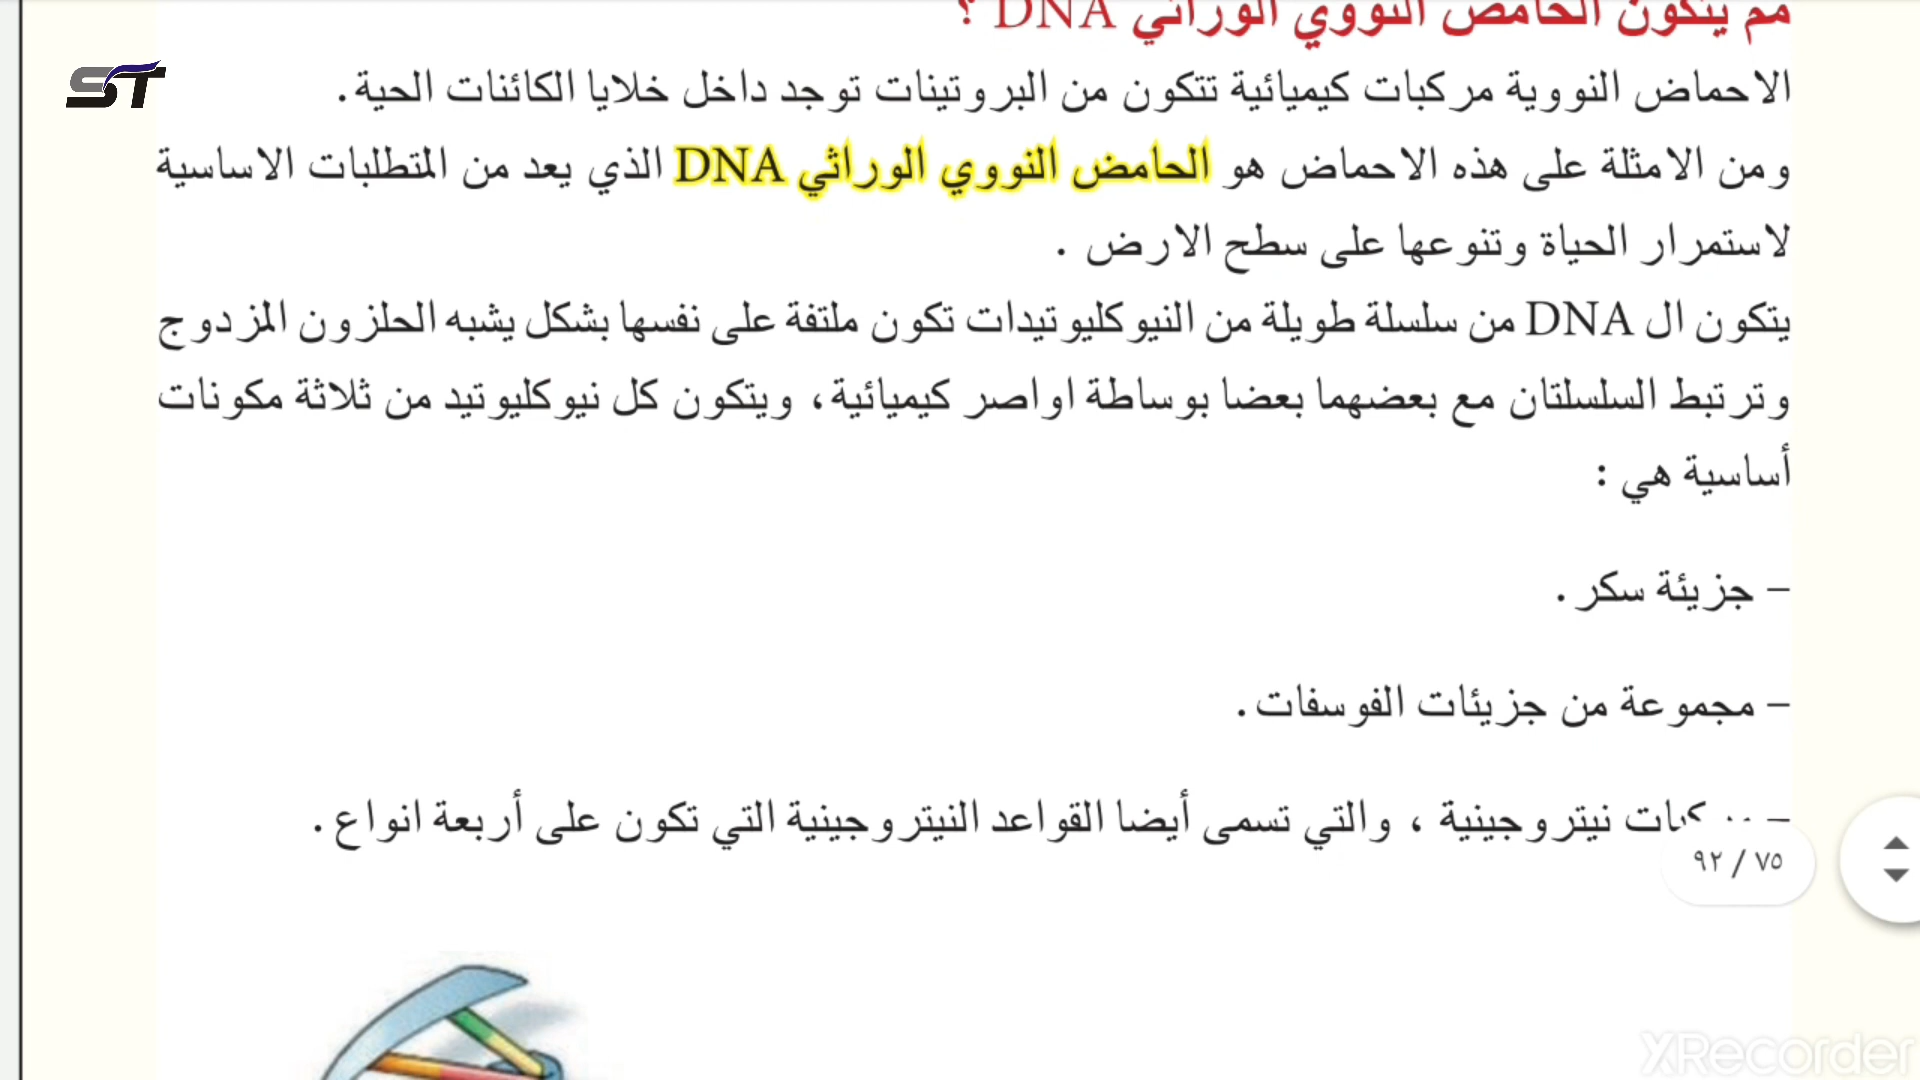 مم يتكون الحامض النووي الوراثي DNA ؟
الاحماض النووية مركبات كيميائية تتكون من البروتينات توجد داخل خلايا الكائنات الحية.
ومن الامثلة على هذه الاحماض هو الحامض النووي الوراثي DNA الذي يعد من المتطلبات الاساسية
لاستمرار الحياة وتنوعها على سطح الارض .
يتكون ال DNA من سلسلة طويلة من النيوكليوتيدات تكون ملتفة على نفسها بشكل يشبه الحلزون المزدوج
وترتبط السلسلتان مع بعضهما بعضا بوساطة اواصر كيميائية، ويتكون كل نيوكليوتيد من ثلاثة مكونات
أساسية هي :
– جزيئة سكر .
– مجموعة من جزيئات الفوسفات .
– نيتروجينية ، والتي تسمى أيضا القواعد النيتروجينية التي تكون على أربعة انواع .
٩٢ / ٧٥
ST
XRecorder